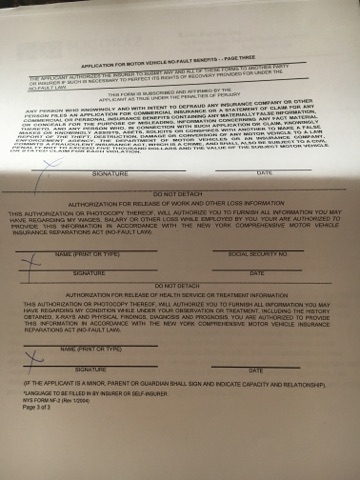 APPLICATION FOR MOTOR VEHICLE NO-FAULT BENEFITS - - PAGE THREE
THE APPLICANT AUTHORIZES THE INSURER TO SUBMIT ANY AND ALL OF THESE FORMS TO ANOTHER PARTY
OR INSURER IF SUCH IS NECESSARY TO PERFECT ITS RIGHTS OF RECOVERY PROVIDED FOR UNDER THE
NO-FAULT LAW.
THIS FORM IS SUBSCRIBED AND AFFIRMED BY THE
APPLICANT AS TRUE UNDER THE PENALTIES OF PERJURY
ANY PERSON WHO KNOWINGLY AND WITH INTENT TO DEFRAUD ANY INSURANCE COMPANY OR OTHER
PERSON FILES AN APPLICATION FOR COMMERCIAL INSURANCE OR A STATEMENT OF CLAIM FOR ANY
COMMERCIAL OR PERSONAL INSURANCE BENEFITS CONTAINING ANY MATERIALLY FALSE INFORMATION,
OR CONCEALS FOR THE PURPOSE OF MISLEADING, INFORMATION CONCERNING ANY FACT MATERIAL
THERETO, AND ANY PERSON WHO, IN CONNECTION WITH SUCH APPLICATION OR CLAIM, KNOWINGLY
MAKES OR KNOWINGLY ASSISTS, ABETS, SOLICITS OR CONSPIRES WITH ANOTHER TO MAKE A FALSE
REPORT OF THE THEFT, DESTRUCTION, DAMAGE OR CONVERSION OF ANY MOTOR VEHICLE TO A LAW
ENFORCEMENT AGENCY, THE DEPARTMENT OF MOTOR VEHICLES OR AN INSURANCE COMPANY,
COMMITS A FRAUDULENT INSURANCE ACT, WHICH IS A CRIME, AND SHALL ALSO BE SUBJECT TO A CIVIL
PENALTY NOT TO EXCEED FIVE THOUSAND DOLLARS AND THE VALUE OF THE SUBJECT MOTOR VEHICLE
OR STATED CLAIM FOR EACH VIOLATION.
X
SIGNATURE DATE
DO NOT DETACH
AUTHORIZATION FOR RELEASE OF WORK AND OTHER LOSS INFORMATION
THIS AUTHORIZATION OR PHOTOCOPY THEREOF, WILL AUTHORIZE YOU TO FURNISH ALL INFORMATION YOU MAY
HAVE REGARDING MY WAGES, SALARY OR OTHER LOSS WHILE EMPLOYED BY YOU. YOUR ARE AUTHORIZED TO
PROVIDE THIS INFORMATION IN ACCORDANCE WITH THE NEW YORK COMPREHENSIVE MOTOR VEHICLE
INSURANCE REPARATIONS ACT (NO-FAULT LAW).
NAME (PRINT OR TYPE) SOCIAL SECURITY NO.
X
SIGNATURE DATE
DO NOT DETACH
AUTHORIZATION FOR RELEASE OF HEALTH SERVICE OR TREATMENT INFORMATION
THIS AUTHORIZATION OR PHOTOCOPY THEREOF, WILL AUTHORIZE YOU TO FURNISH ALL INFORMATION YOU MAY
HAVE REGARDING MY CONDITION WHILE UNDER YOUR OBSERVATION OR TREATMENT, INCLUDING THE HISTORY
OBTAINED, X-RAYS AND PHYSICAL FINDINGS, DIAGNOSIS AND PROGNOSIS YOU ARE AUTHORIZED TO PROVIDE
THIS INFORMATION IN ACCORDANCE WITH THE NEW YORK COMPREHENSIVE MOTOR VEHICLE REPARATIONS
ACT (NO-FAULT LAW).
NAME (PRINT OR TYPE)
X
SIGNATURE DATE
(IF THE APPLICANT IS A MINOR, PARENT OR GUARDIAN SHALL SIGN AND INDICATE CAPACITY AND RELATIONSHIP).
*LANGUAGE TO BE FILLED IN BY INSURER OR SELF-INSURER.
NYS FORM NF-2 (Rev 1/2004)
Page 3 of 3